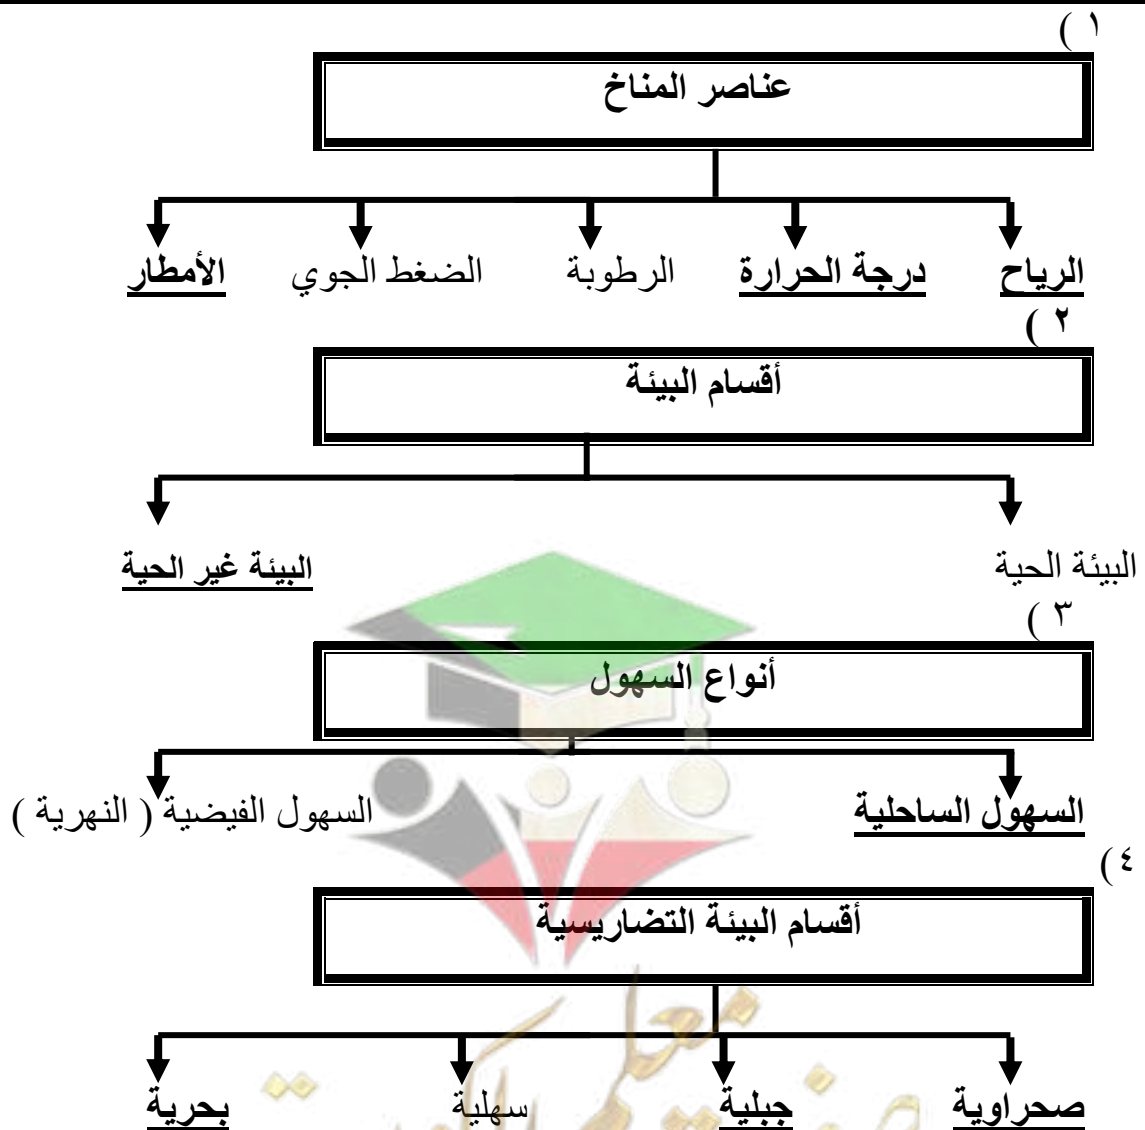 ١ )
عناصر المناخ
الرياح درجة الحرارة الرطوبة الضغط الجوي الأمطار
٢ )
أقسام البيئة
البيئة الحية البيئة غير الحية
٣ )
أنواع السهول
السهول الساحلية السهول الفيضية ( النهرية )
٤ )
أقسام البيئة التضاريسية
صحراوية جبلية سهلية بحرية